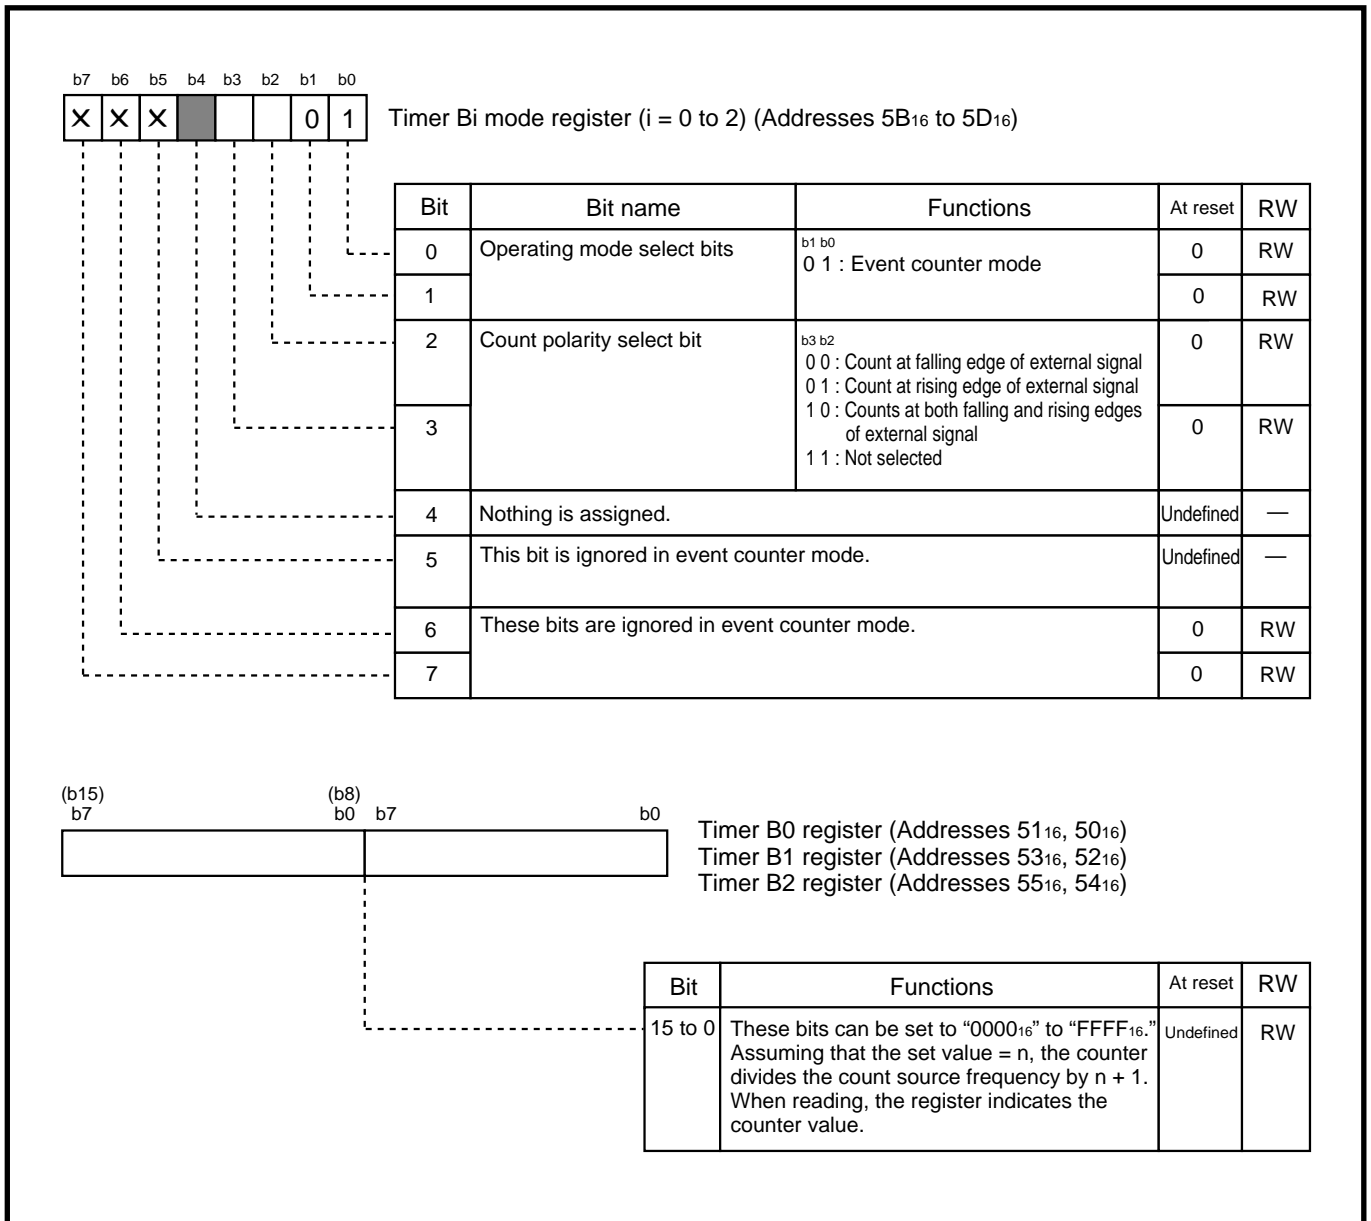 b7 b6 b5 b4 b3 b2 b1 b0
X X X 0 1
Timer Bi mode register (i = 0 to 2) (Addresses 5B16 to 5D16)
Bit Bit name Functions At reset RW
0 Operating mode select bits b1 b0 0 RW
0 1 : Event counter mode
1 0 RW
2 Count polarity select bit b3 b2 0 RW
0 0 : Count at falling edge of external signal
0 1 : Count at rising edge of external signal
1 0 : Counts at both falling and rising edges
3 of external signal 0 RW
1 1 : Not selected
4 Nothing is assigned. Undefined —
5 This bit is ignored in event counter mode. Undefined —
6 These bits are ignored in event counter mode. 0 RW
7 0 RW
(b15) (b8)
b7 b0 b7 b0
Timer B0 register (Addresses 5116, 5016)
Timer B1 register (Addresses 5316, 5216)
Timer B2 register (Addresses 5516, 5416)
Bit Functions At reset RW
15 to 0 These bits can be set to “000016” to “FFFF16.” Undefined RW
Assuming that the set value = n, the counter
divides the count source frequency by n + 1.
When reading, the register indicates the
counter value.